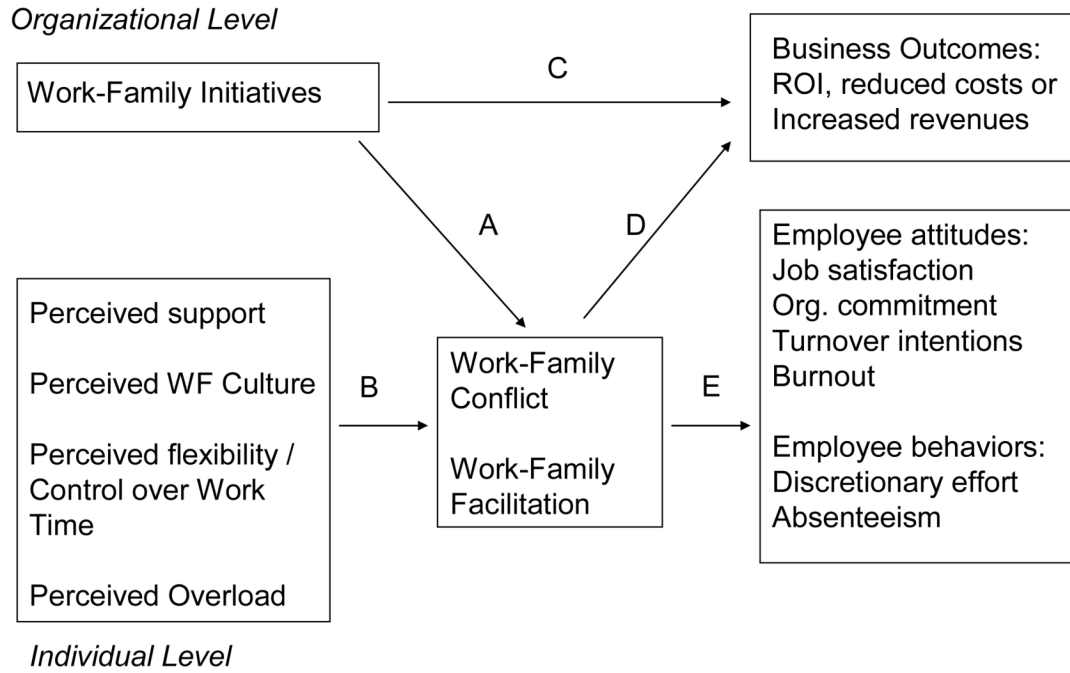 Organizational Level
Work-Family Initiatives
C
Business Outcomes:
ROI, reduced costs or
Increased revenues
A
D
Perceived support
Perceived WF Culture
Perceived flexibility /
Control over Work
Time
Perceived Overload
B
Work-Family
Conflict
Work-Family
Facilitation
E
Employee attitudes:
Job satisfaction
Org. commitment
Turnover intentions
Burnout
Employee behaviors:
Discretionary effort
Absenteeism
Individual Level